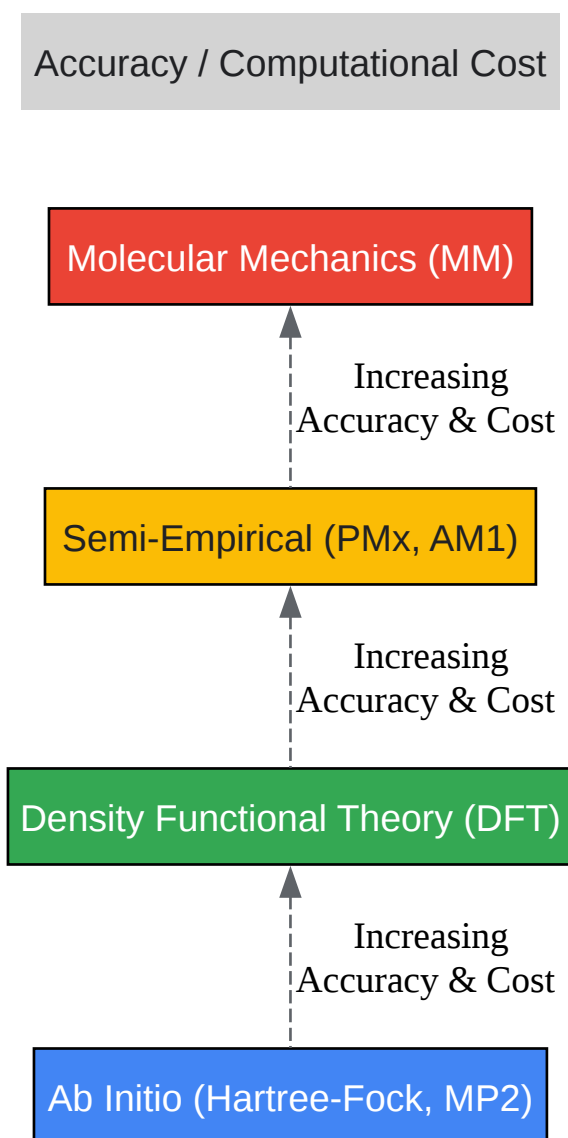 Accuracy / Computational Cost
Molecular Mechanics (MM)
Increasing
Accuracy & Cost
Semi-Empirical (PMx, AM1)
Increasing
Accuracy & Cost
Density Functional Theory (DFT)
Increasing
Accuracy & Cost
Ab Initio (Hartree-Fock, MP2)